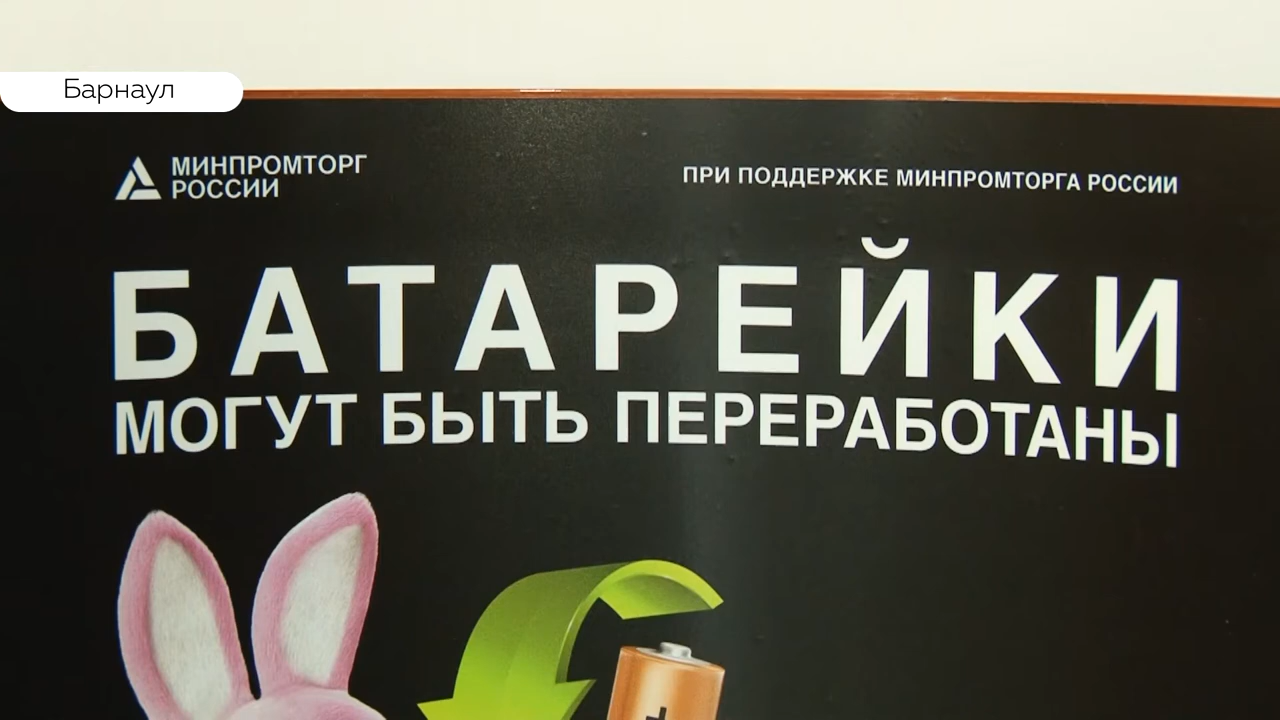 Барнаул
МИНПРОМТОРГ
РОССИИ
ПРИ ПОДДЕРЖКЕ МИНПРОМТОРГА РОССИИ
БАТАРЕЙКИ
МОГУТ БЫТЬ ПЕРЕРАБОТАНЫ